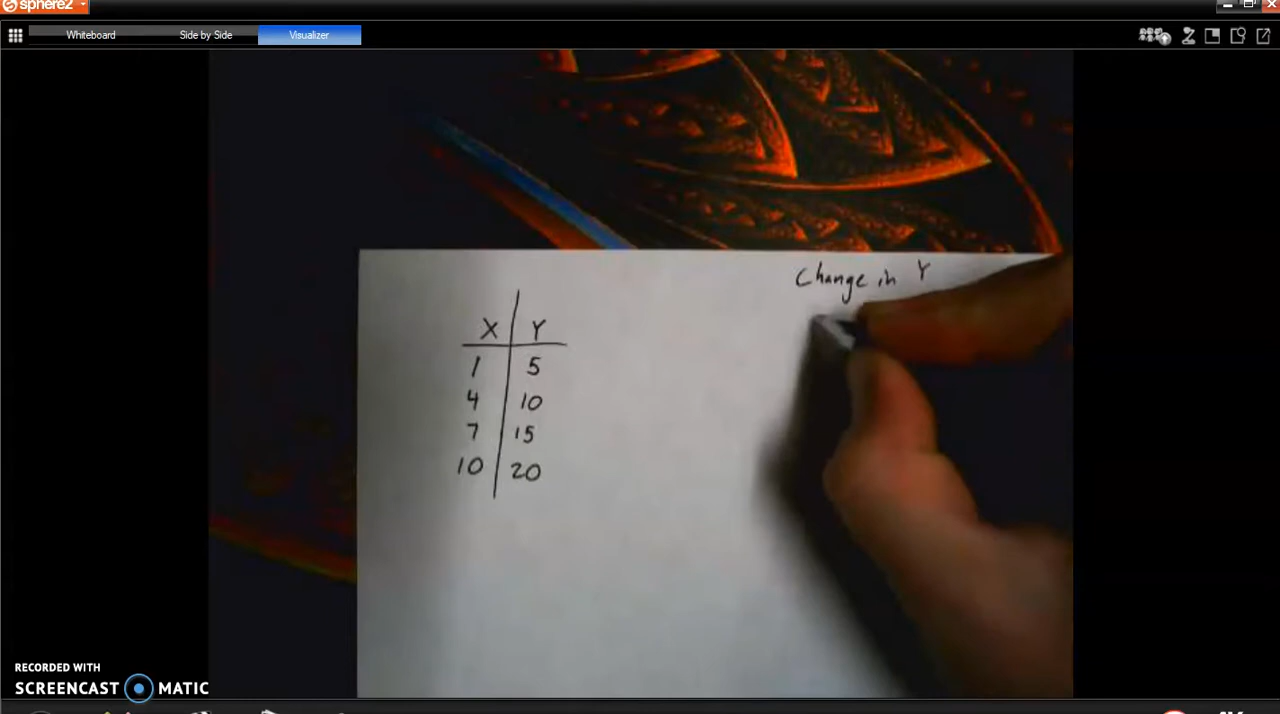 sphere2
Whiteboard Side by Side Visualizer
Change in Y
X Y
1 5
4 10
7 15
10 20
RECORDED WITH
SCREENCAST MATIC